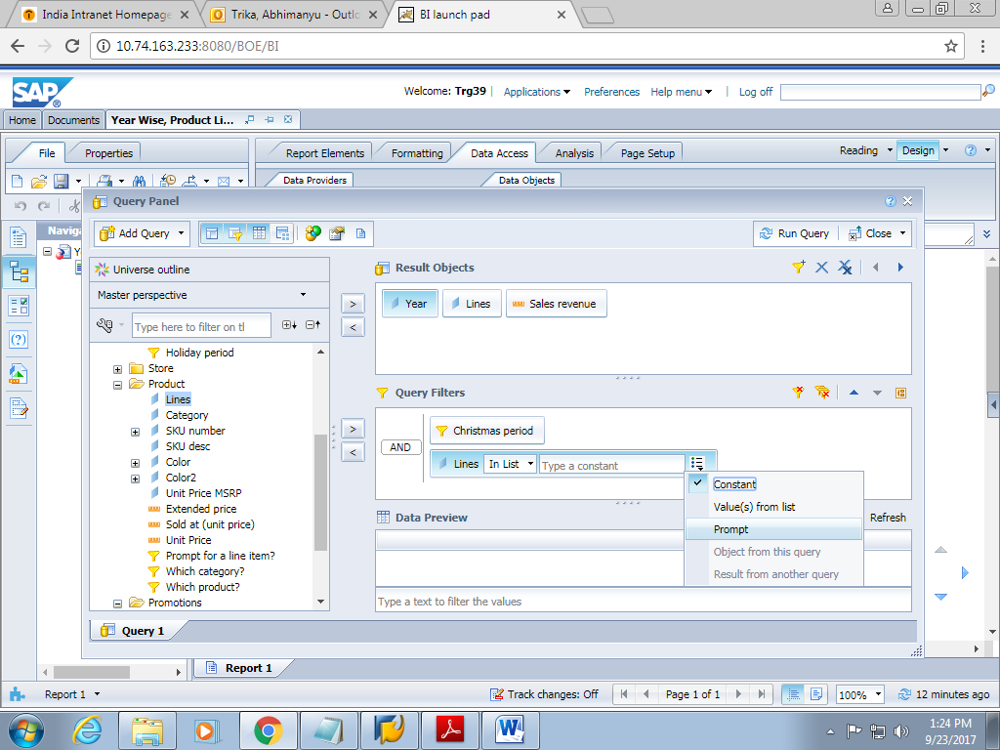 India Intranet Homepage
Trika, Abhimanyu - Outlo
BI launch pad
10.74.163.233:8080/BOE/BI
SAP®
Welcome: Trg39
Applications
Preferences
Help menu
Log off
Home
Documents
Year Wise, Product Li...
File
Properties
Report Elements
Formatting
Data Access
Analysis
Page Setup
Reading
Design
Data Providers
Data Objects
Naviga
Y
Query Panel
Add Query
Run Query
Close
Universe outline
Master perspective
Type here to filter on tl
Holiday period
Store
Product
Lines
Category
SKU number
SKU desc
Color
Color2
Unit Price MSRP
Extended price
Sold at (unit price)
Unit Price
Prompt for a line item?
Which category?
Which product?
Promotions
>
<
>
<
Result Objects
Year
Lines
Sales revenue
Query Filters
AND
Christmas period
Lines
In List
Type a constant
Constant
Value(s) from list
Prompt
Object from this query
Result from another query
Data Preview
Refresh
Type a text to filter the values
Query 1
Report 1
Report 1
Track changes: Off
Page 1 of 1
100%
12 minutes ago
1:24 PM
9/23/2017